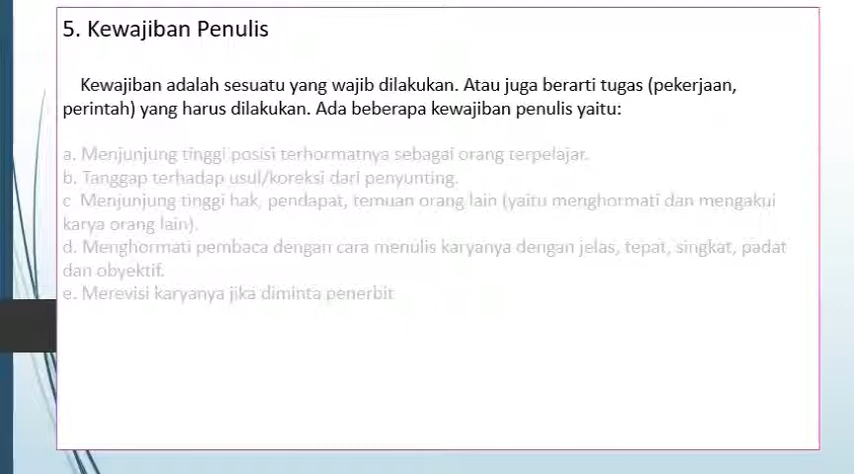 5. Kewajiban Penulis
Kewajiban adalah sesuatu yang wajib dilakukan. Atau juga berarti tugas (pekerjaan,
perintah) yang harus dilakukan. Ada beberapa kewajiban penulis yaitu:
a. Menjunjung tinggi posisi terhormatnya sebagai orang terpelajar.
b. Tanggap terhadap usul/koreksi dari penyunting.
c Menjunjung tinggi hak, pendapat, temuan orang lain (yaitu menghormati dan mengakui
karya orang lain).
d. Menghormati pembaca dengan cara menulis karyanya dengan jelas, tepat, singkat, padat
dan obyektif.
e. Merevisi karyanya jika diminta penerbit